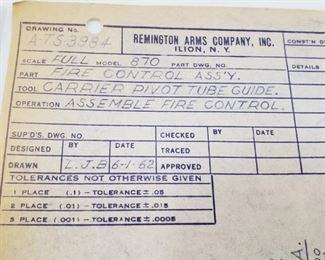 DRAWING No.
ATS-3984
REMINGTON ARMS COMPANY, INC.
ILION, N. Y.
CONST'N D
SCALE FULL MODEL 870 PART DWG. NO.
DETAILS
PART FIRE CONTROL ASS'Y.
TOOL CARRIER PIVOT TUBE GUIDE.
OPERATION ASSEMBLE FIRE CONTROL.
SUP'D'S. DWG. NO. CHECKED BY DATE
DESIGNED BY DATE TRACED
DRAWN L.J.B 6-1-62 APPROVED
TOLERANCES NOT OTHERWISE GIVEN
1 PLACE (.1) - TOLERANCE ± .05
2 PLACE (.01) - TOLERANCE ± .015
3 PLACE (.001) - TOLERANCE ± .0005